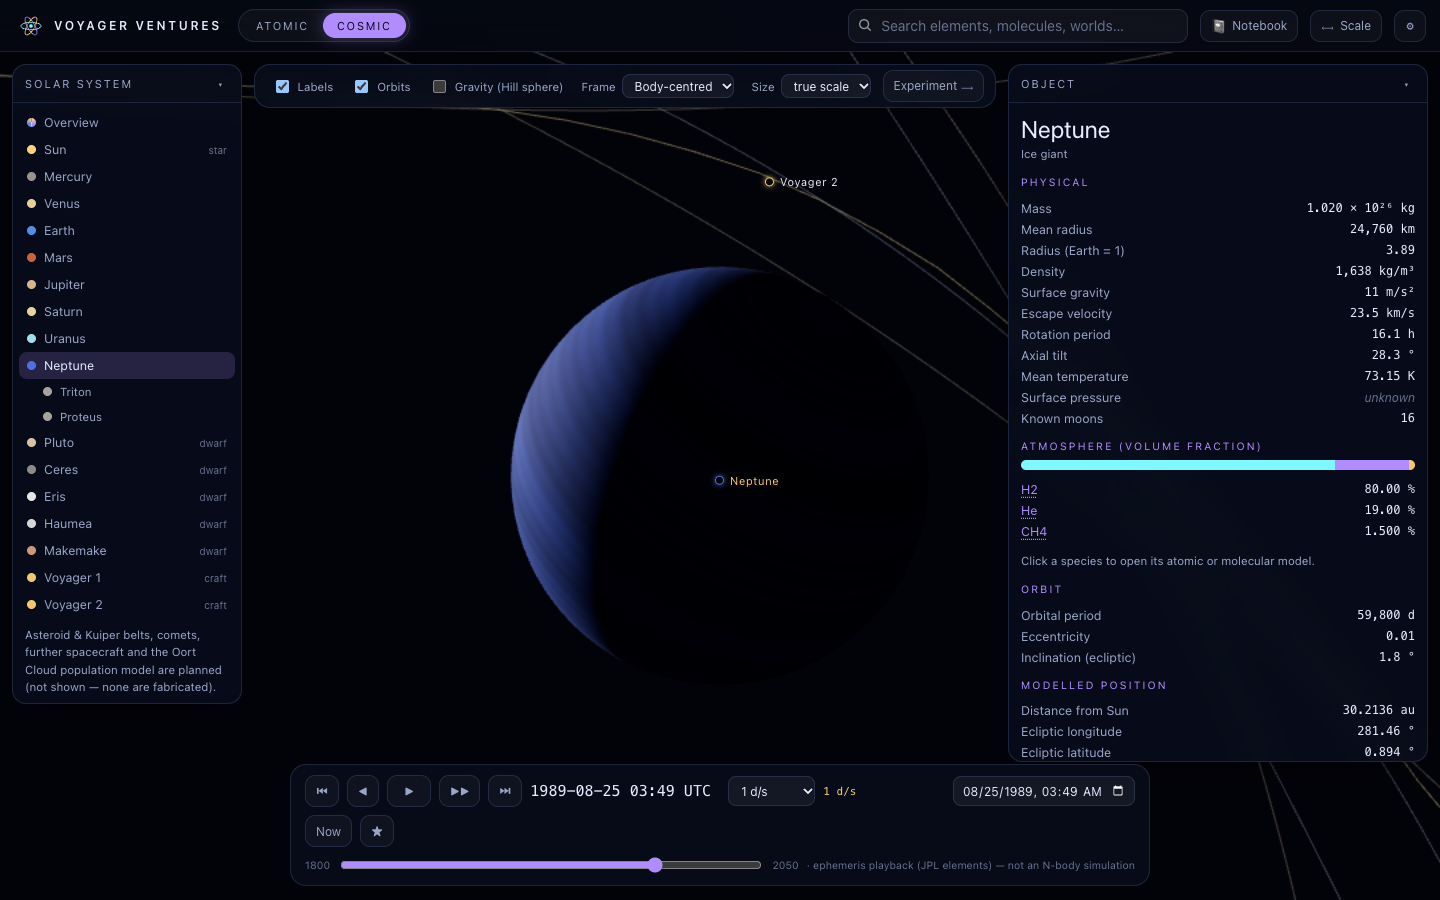 VOYAGER VENTURES
ATOMIC
COSMIC
Search elements, molecules, worlds...
Notebook
Scale
SOLAR SYSTEM
Overview
Sun star
Mercury
Venus
Earth
Mars
Jupiter
Saturn
Uranus
Neptune
Triton
Proteus
Pluto dwarf
Ceres dwarf
Eris dwarf
Haumea dwarf
Makemake dwarf
Voyager 1 craft
Voyager 2 craft
Asteroid & Kuiper belts, comets,
further spacecraft and the Oort
Cloud population model are planned
(not shown — none are fabricated).
Labels Orbits Gravity (Hill sphere) Frame Body-centred Size true scale Experiment
Voyager 2
Neptune
OBJECT
Neptune
Ice giant
PHYSICAL
Mass 1.020 × 10²⁶ kg
Mean radius 24,760 km
Radius (Earth = 1) 3.89
Density 1,638 kg/m³
Surface gravity 11 m/s²
Escape velocity 23.5 km/s
Rotation period 16.1 h
Axial tilt 28.3 °
Mean temperature 73.15 K
Surface pressure unknown
Known moons 16
ATMOSPHERE (VOLUME FRACTION)
H2 80.00 %
He 19.00 %
CH4 1.500 %
Click a species to open its atomic or molecular model.
ORBIT
Orbital period 59,800 d
Eccentricity 0.01
Inclination (ecliptic) 1.8 °
MODELLED POSITION
Distance from Sun 30.2136 au
Ecliptic longitude 281.46 °
Ecliptic latitude 0.894 °
1989-08-25 03:49 UTC 1 d/s 1 d/s 08/25/1989, 03:49 AM
Now
1800 2050 · ephemeris playback (JPL elements) — not an N-body simulation